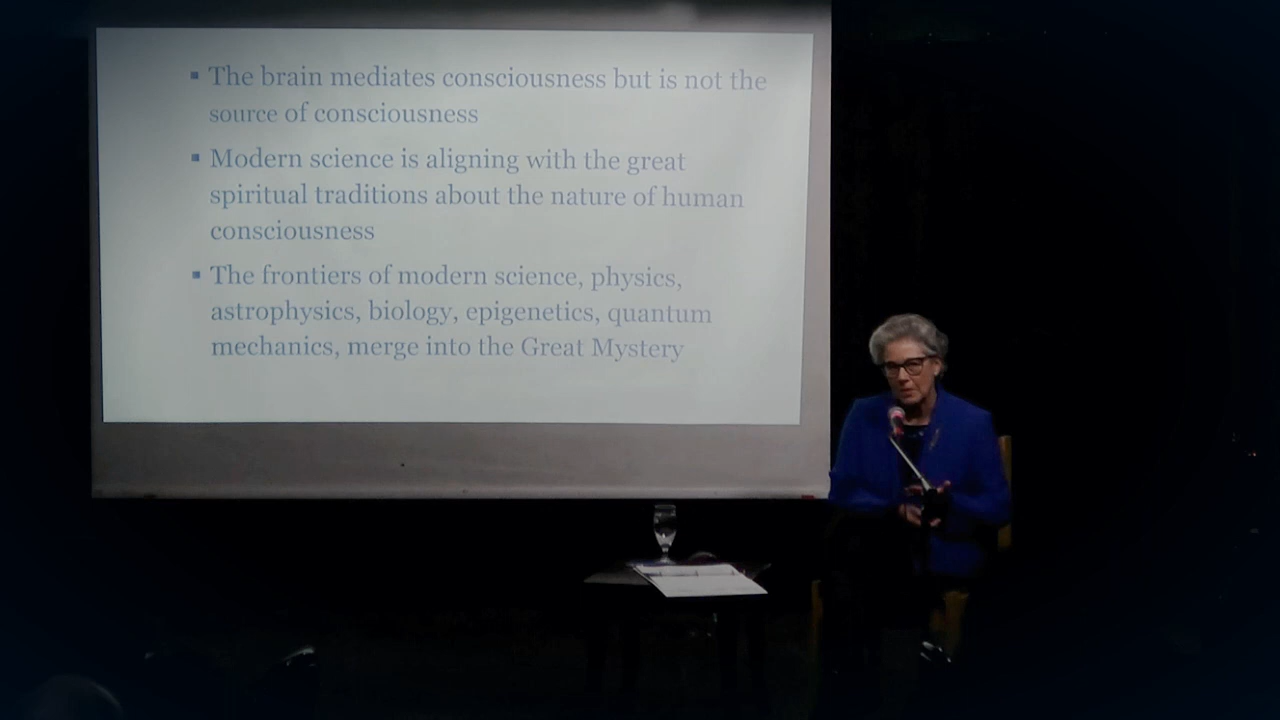 ▪ The brain mediates consciousness but is not the
source of consciousness
▪ Modern science is aligning with the great
spiritual traditions about the nature of human
consciousness
▪ The frontiers of modern science, physics,
astrophysics, biology, epigenetics, quantum
mechanics, merge into the Great Mystery